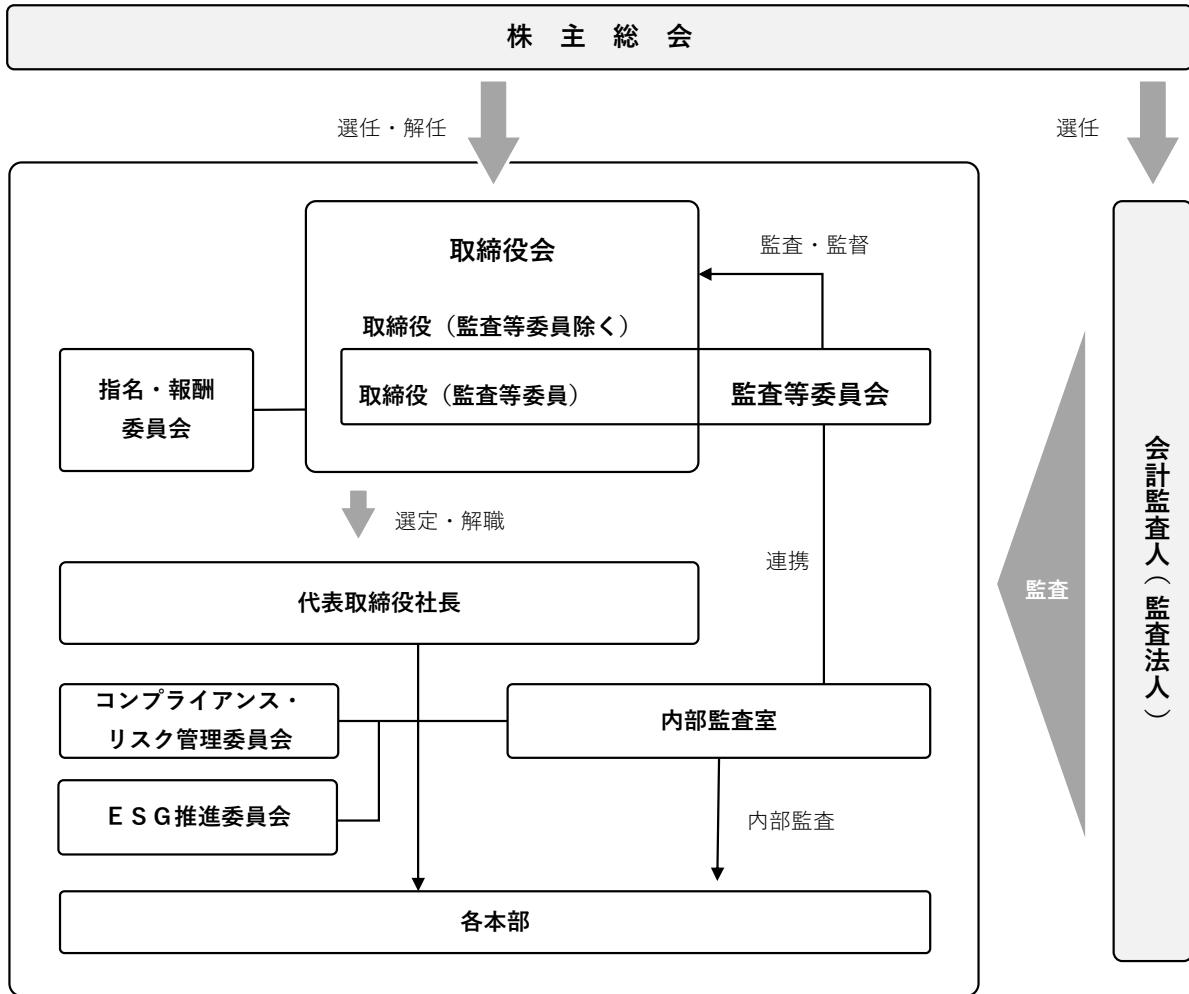 株 主 総 会
選任・解任
選任
取締役会
監査・監督
取締役（監査等委員除く）
指名・報酬
委員会
取締役（監査等委員）
監査等委員会
選定・解職
連携
代表取締役社長
監査
会計監査人（監査法人）
コンプライアンス・
リスク管理委員会
内部監査室
ＥＳＧ推進委員会
内部監査
各本部